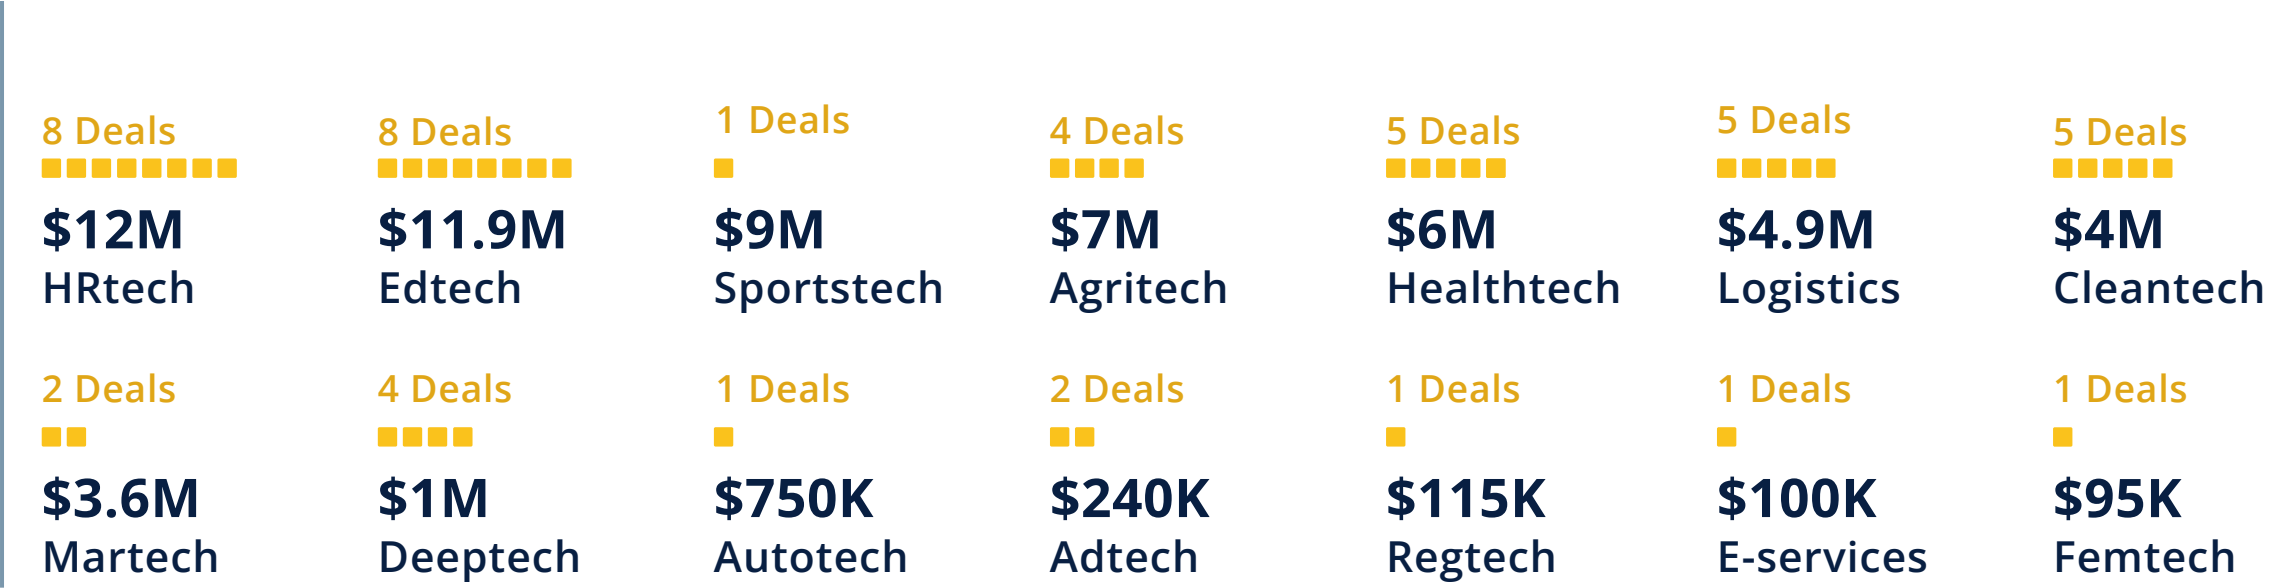 8 Deals
$12M
HRtech
8 Deals
$11.9M
Edtech
1 Deals
$9M
Sportstech
4 Deals
$7M
Agritech
5 Deals
$6M
Healthtech
5 Deals
$4.9M
Logistics
5 Deals
$4M
Cleantech
2 Deals
$3.6M
Martech
4 Deals
$1M
Deeptech
1 Deals
$750K
Autotech
2 Deals
$240K
Adtech
1 Deals
$115K
Regtech
1 Deals
$100K
E-services
1 Deals
$95K
Femtech